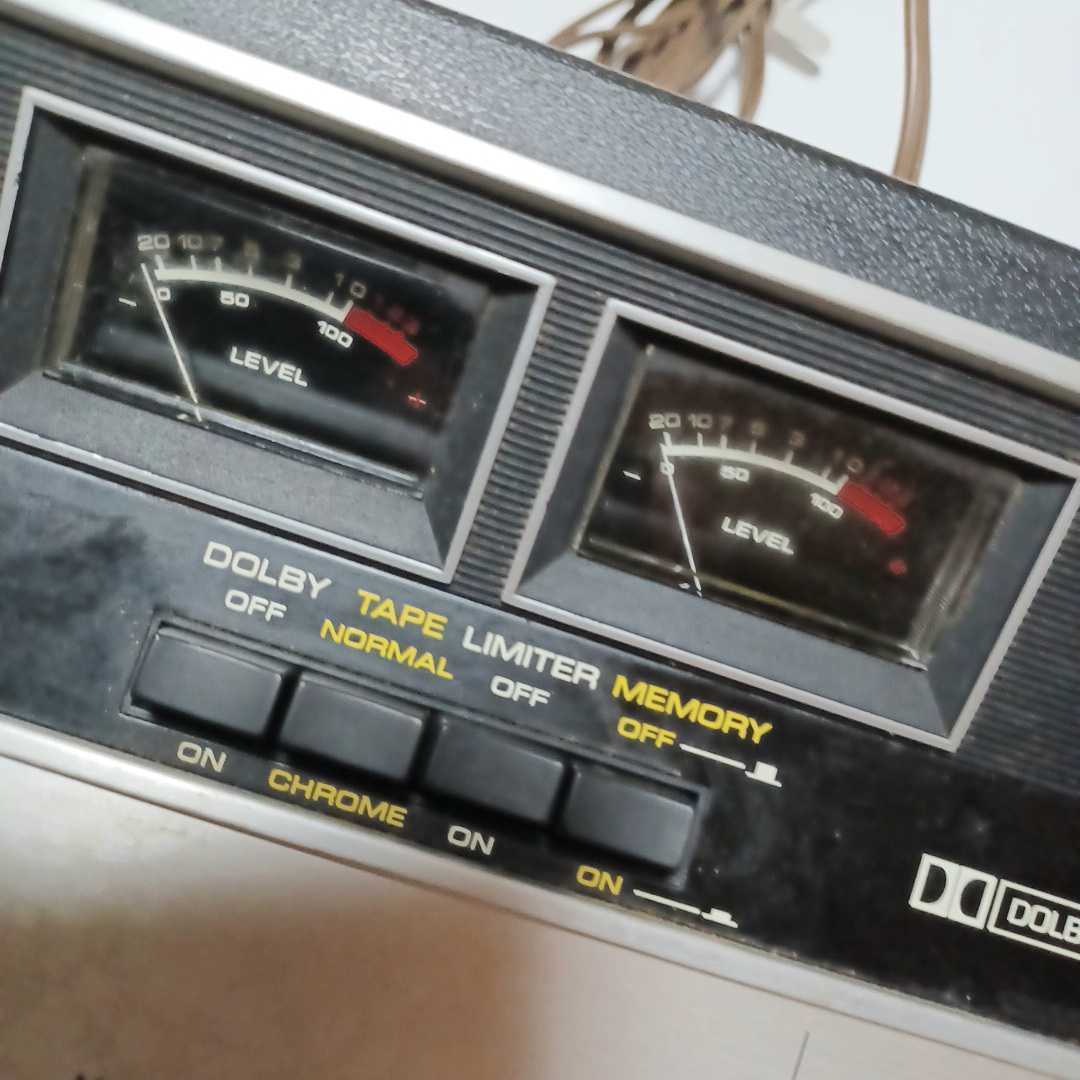 20 10 7 5 3 1 0
0 50 100
LEVEL
− +
20 10 7 5 3 1 0
0 50 100
LEVEL
− +
DOLBY TAPE LIMITER MEMORY
OFF NORMAL OFF OFF
ON CHROME ON ON
DOLB